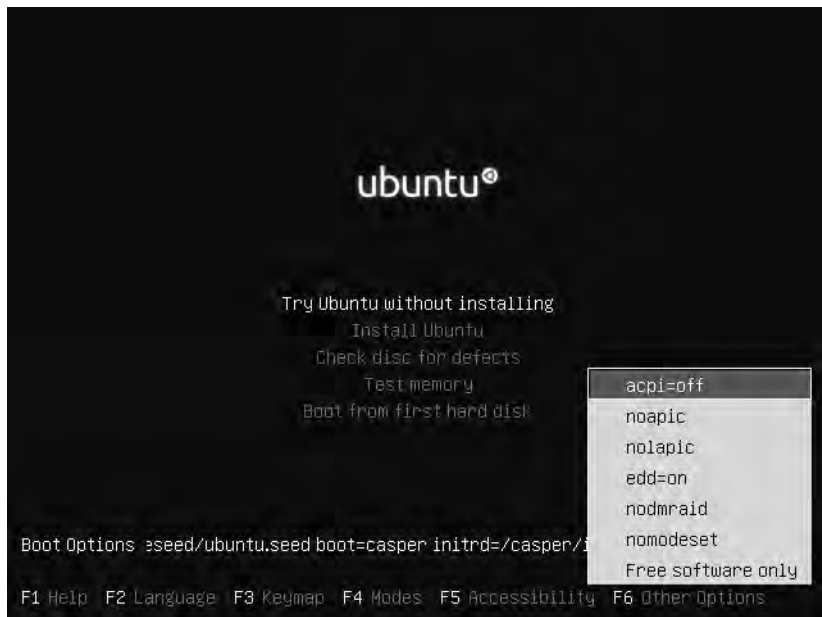 ubuntu
Try Ubuntu without installing
Install Ubuntu
Check disc for defects
Test memory
Boot from first hard disk
acpi=off
noapic
nolapic
edd=on
nodmraid
nomodeset
Free software only
Boot Options eseed/ubuntu.seed boot=casper initrd=/casper/i
F1 Help F2 Language F3 Keymap F4 Modes F5 Accessibility F6 Other Options